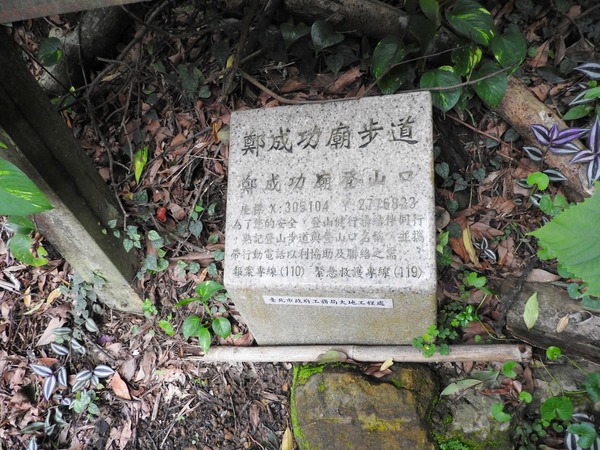 鄭成功廟步道
鄭成功廟登山口
座標 X:305104 Y:2776823
為了您的安全，登山健行請結伴同行
，熟記登山步道與登山口名稱，並攜
帶行動電話以利協助及聯絡之需。
報案專線(110) 緊急救護專線(119)
臺北市政府工務局大地工程處